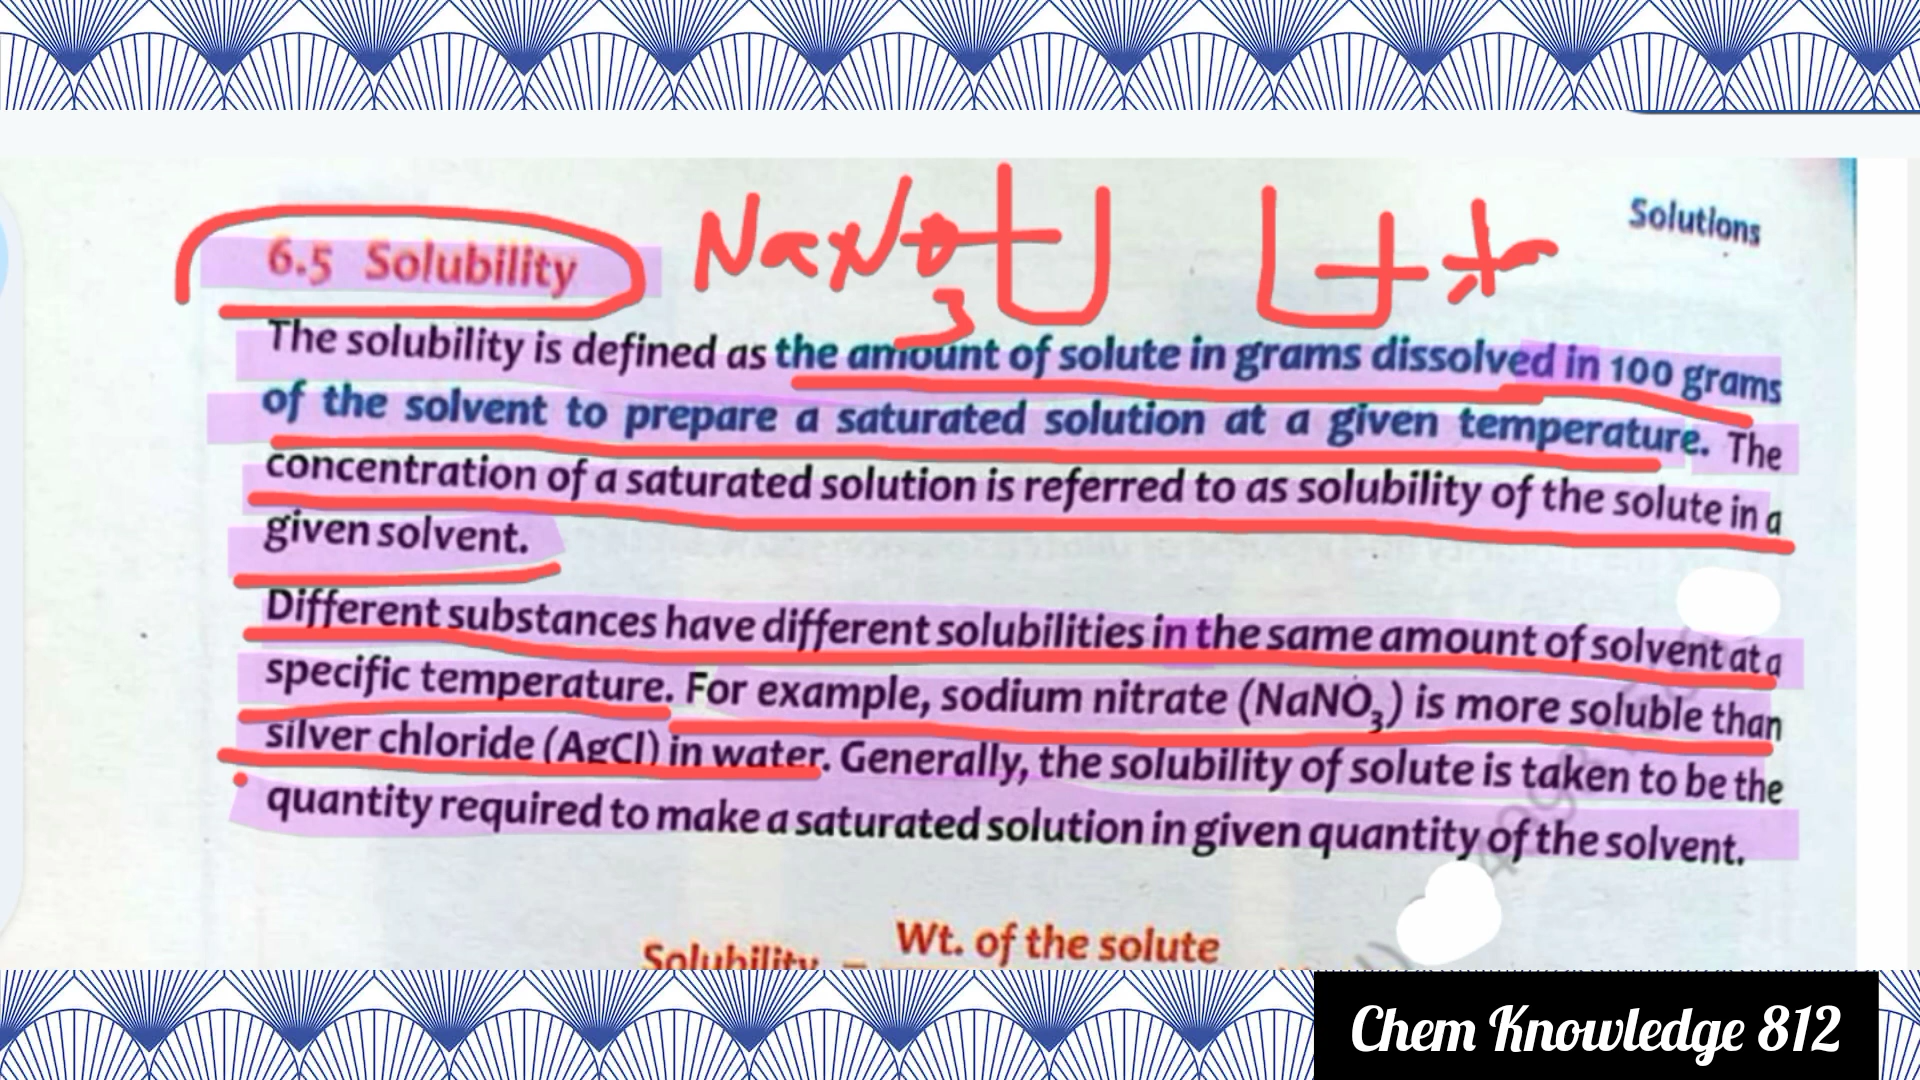 Solutions
6.5 Solubility
NaNO3
The solubility is defined as the amount of solute in grams dissolved in 100 grams
of the solvent to prepare a saturated solution at a given temperature. The
concentration of a saturated solution is referred to as solubility of the solute in a
given solvent.
Different substances have different solubilities in the same amount of solvent at a
specific temperature. For example, sodium nitrate (NaNO₃) is more soluble than
silver chloride (AgCl) in water. Generally, the solubility of solute is taken to be the
quantity required to make a saturated solution in given quantity of the solvent.
Wt. of the solute
Solubility =
Chem Knowledge 812